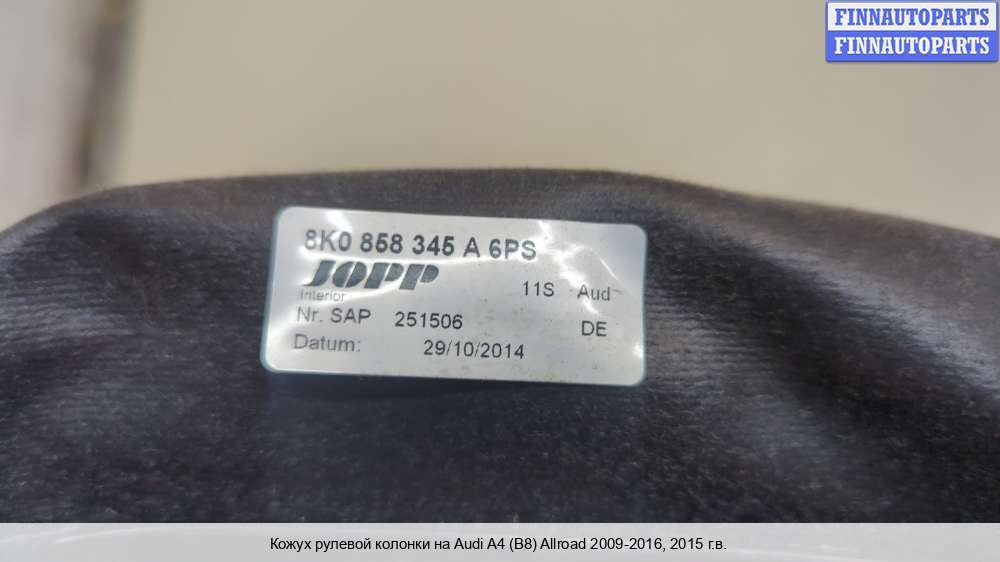 FINNAUTOPARTS
FINNAUTOPARTS
8K0 858 345 A 6PS
JOPP
Interior
11S Aud
Nr. SAP 251506 DE
Datum: 29/10/2014
Кожух рулевой колонки на Audi A4 (B8) Allroad 2009-2016, 2015 г.в.